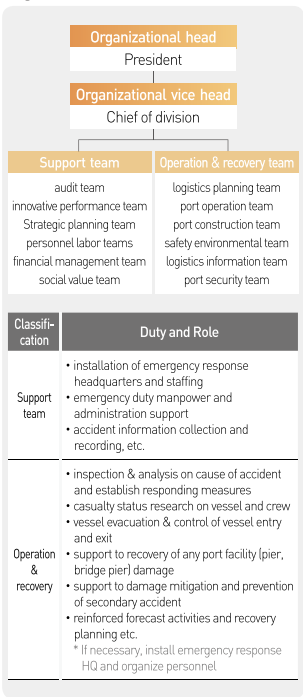 Organizational head
President
Organizational vice head
Chief of division
Support team
audit team
innovative performance team
Strategic planning team
personnel labor teams
financial management team
social value team
Operation & recovery team
logistics planning team
port operation team
port construction team
safety environmental team
logistics information team
port security team
Classifi-
cation
Duty and Role
Support
team
• installation of emergency response
headquarters and staffing
• emergency duty manpower and
administration support
• accident information collection and
recording, etc.
Operation
&
recovery
• inspection & analysis on cause of accident
and establish responding measures
• casualty status research on vessel and crew
• vessel evacuation & control of vessel entry
and exit
• support to recovery of any port facility (pier,
bridge pier) damage
• support to damage mitigation and prevention
of secondary accident
• reinforced forecast activities and recovery
planning etc.
* If necessary, install emergency response
HQ and organize personnel